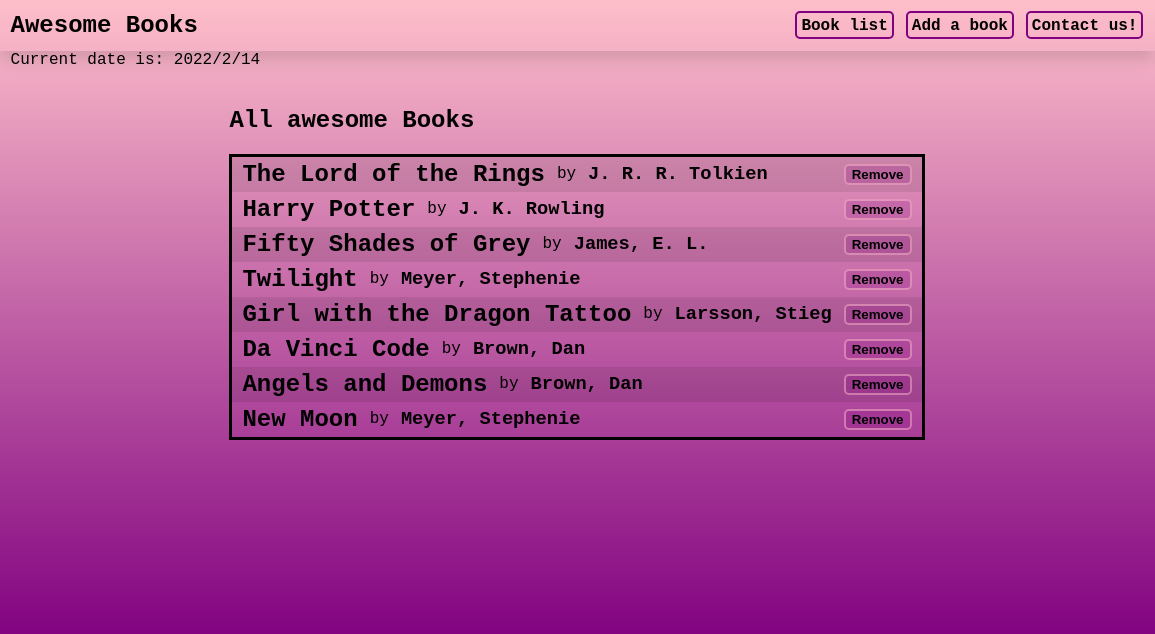 Awesome Books
Book list
Add a book
Contact us!
Current date is: 2022/2/14
All awesome Books
The Lord of the Rings by J. R. R. Tolkien Remove
Harry Potter by J. K. Rowling Remove
Fifty Shades of Grey by James, E. L. Remove
Twilight by Meyer, Stephenie Remove
Girl with the Dragon Tattoo by Larsson, Stieg Remove
Da Vinci Code by Brown, Dan Remove
Angels and Demons by Brown, Dan Remove
New Moon by Meyer, Stephenie Remove